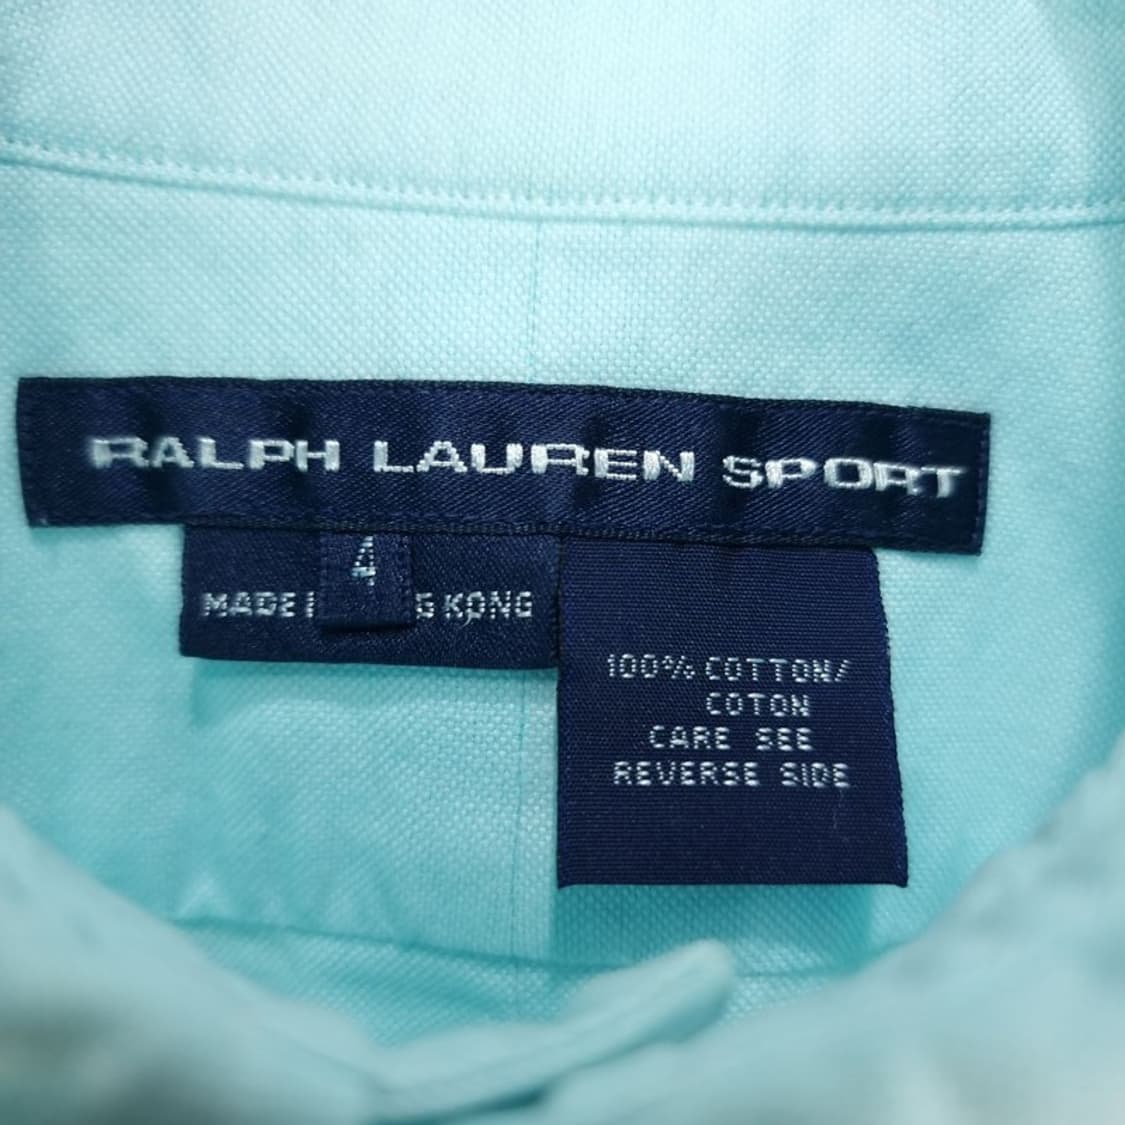 RALPH LAUREN SPORT
4
MADE G KONG
100% COTTON/
COTON
CARE SEE
REVERSE SIDE